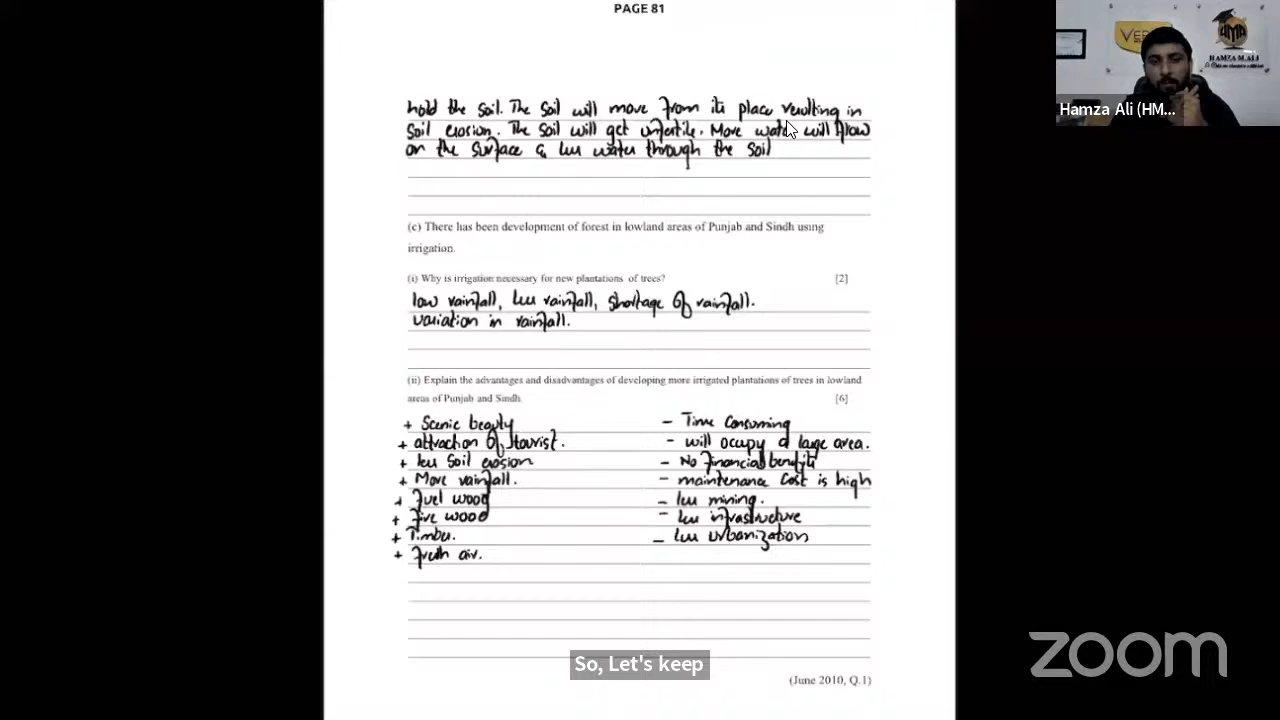 PAGE 81
hold the soil. The soil will move from its place resulting in
soil erosion. The soil will get infertile. More water will flow
on the surface & less water through the soil
(c) There has been development of forest in lowland areas of Punjab and Sindh using
irrigation.
(i) Why is irrigation necessary for new plantations of trees? [2]
low rainfall, less rainfall, shortage of rainfall.
variation in rainfall.
(ii) Explain the advantages and disadvantages of developing more irrigated plantations of trees in lowland
areas of Punjab and Sindh. [6]
+ Scenic beauty
+ attraction of tourist.
+ less soil erosion
+ More rainfall.
+ Fuel wood
+ Fire wood
+ Timber.
+ Fresh air.
- Time Consuming
- will occupy a large area.
- No Financial benefits
- maintenance cost is high
- less mining.
- less infrastructure
- less urbanization
(June 2010, Q.1)
So, Let's keep
HMA
HAMZA M.ALI
Hamza Ali (HM...
zoom